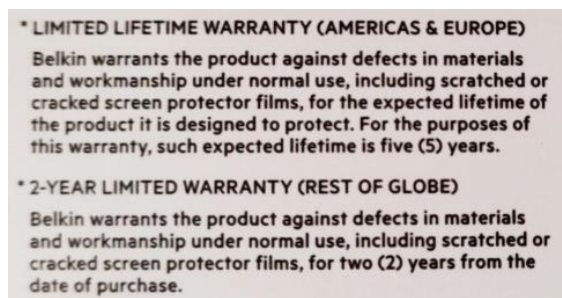 * LIMITED LIFETIME WARRANTY (AMERICAS & EUROPE)
Belkin warrants the product against defects in materials
and workmanship under normal use, including scratched or
cracked screen protector films, for the expected lifetime of
the product it is designed to protect. For the purposes of
this warranty, such expected lifetime is five (5) years.
* 2-YEAR LIMITED WARRANTY (REST OF GLOBE)
Belkin warrants the product against defects in materials
and workmanship under normal use, including scratched or
cracked screen protector films, for two (2) years from the
date of purchase.